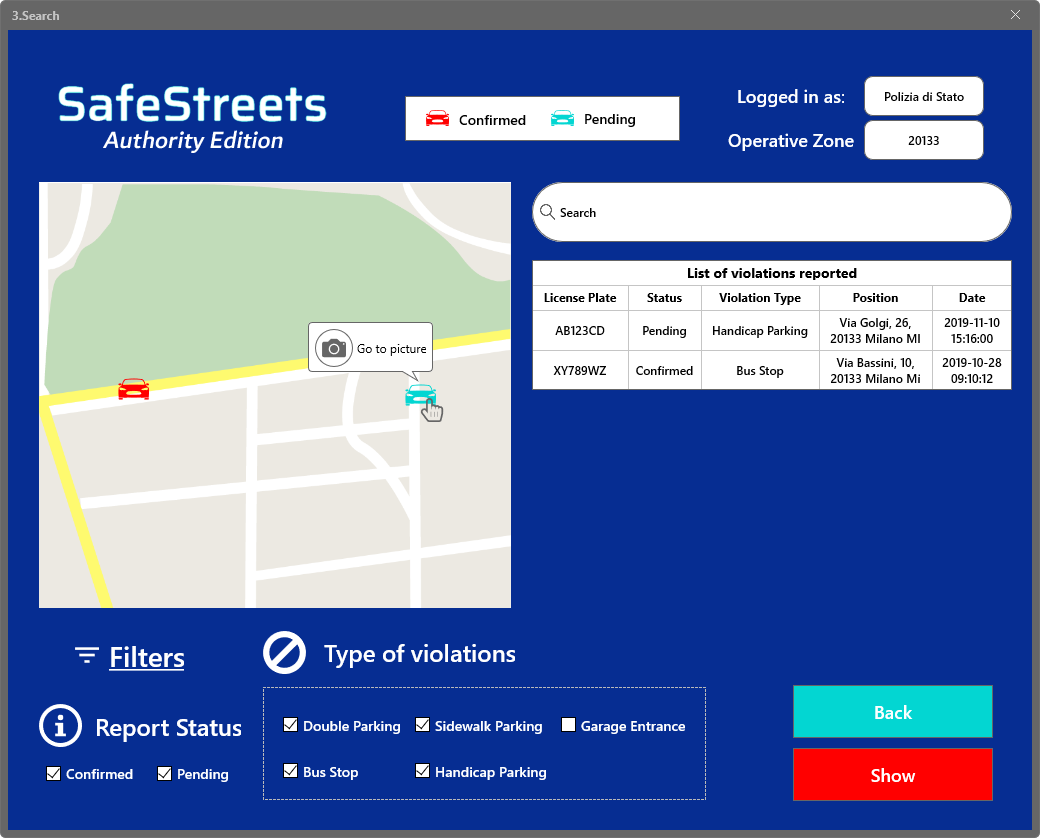 3.Search
SafeStreets
Authority Edition
Confirmed
Pending
Logged in as:
Polizia di Stato
Operative Zone
20133
Go to picture
Search
List of violations reported
License Plate Status Violation Type Position Date
AB123CD Pending Handicap Parking Via Golgi, 26, 20133 Milano MI 2019-11-10 15:16:00
XY789WZ Confirmed Bus Stop Via Bassini, 10, 20133 Milano Mi 2019-10-28 09:10:12
Filters
Report Status
Confirmed
Pending
Type of violations
Double Parking
Sidewalk Parking
Garage Entrance
Bus Stop
Handicap Parking
Back
Show